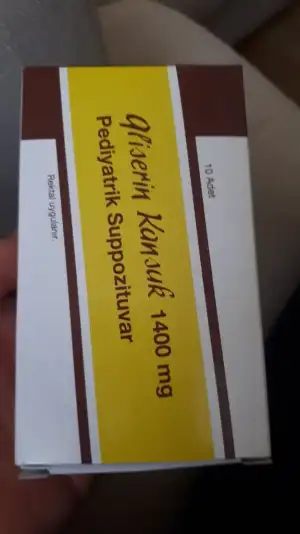 10 Adet
Gliserin Kansuk 1400 mg
Pediyatrik Suppozituvar
Rektal uygulanır.